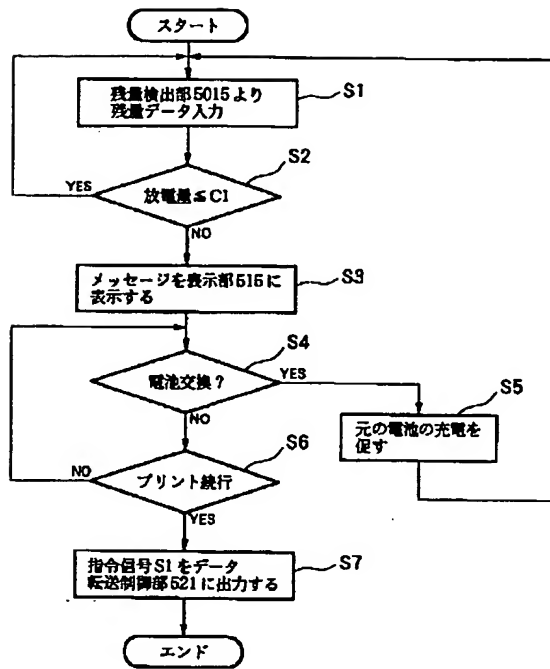 スタート
残量検出部5015より
残量データ入力
S1
S2
放電量≦C1
YES
NO
メッセージを表示部515に
表示する
S3
S4
電池交換?
YES
NO
S5
元の電池の充電を
促す
S6
プリント続行
NO
YES
指令信号S1をデータ
転送制御部521に出力する
S7
エンド